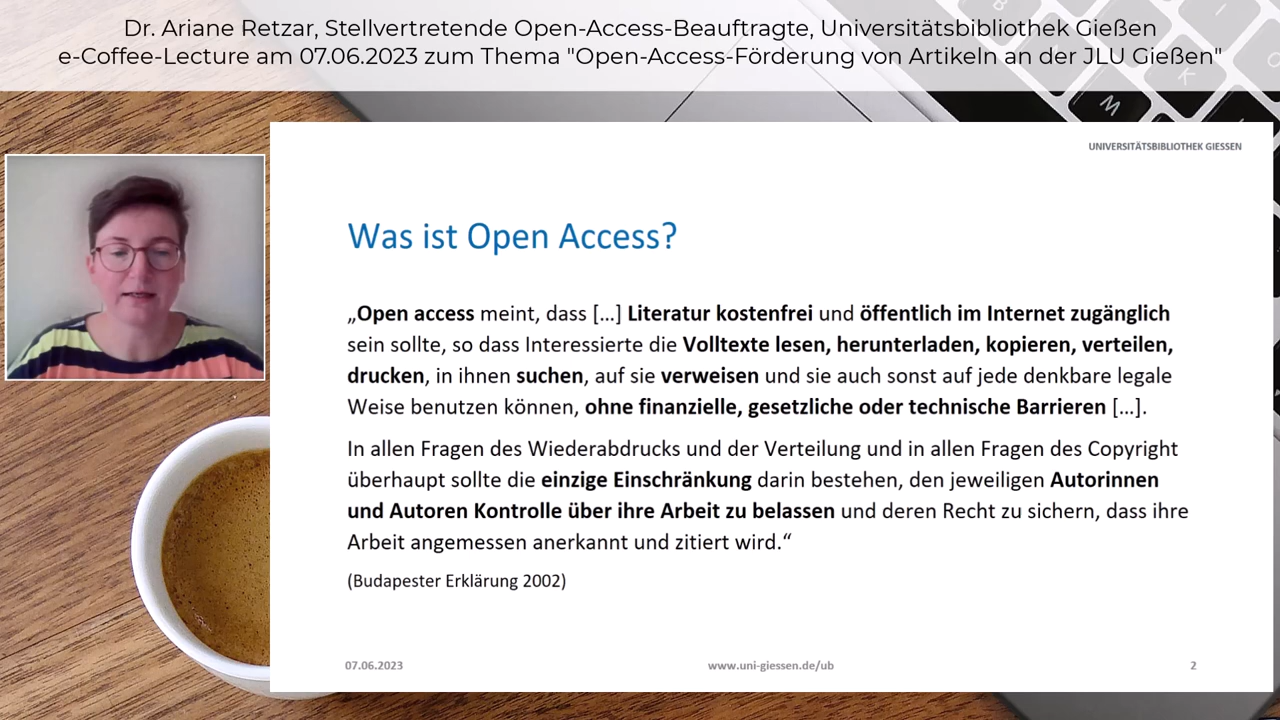 Dr. Ariane Retzar, Stellvertretende Open-Access-Beauftragte, Universitätsbibliothek Gießen
e-Coffee-Lecture am 07.06.2023 zum Thema "Open-Access-Förderung von Artikeln an der JLU Gießen"
UNIVERSITÄTSBIBLIOTHEK GIESSEN
Was ist Open Access?
„Open access meint, dass [...] Literatur kostenfrei und öffentlich im Internet zugänglich
sein sollte, so dass Interessierte die Volltexte lesen, herunterladen, kopieren, verteilen,
drucken, in ihnen suchen, auf sie verweisen und sie auch sonst auf jede denkbare legale
Weise benutzen können, ohne finanzielle, gesetzliche oder technische Barrieren [...].
In allen Fragen des Wiederabdrucks und der Verteilung und in allen Fragen des Copyright
überhaupt sollte die einzige Einschränkung darin bestehen, den jeweiligen Autorinnen
und Autoren Kontrolle über ihre Arbeit zu belassen und deren Recht zu sichern, dass ihre
Arbeit angemessen anerkannt und zitiert wird.“
(Budapester Erklärung 2002)
07.06.2023 www.uni-giessen.de/ub 2